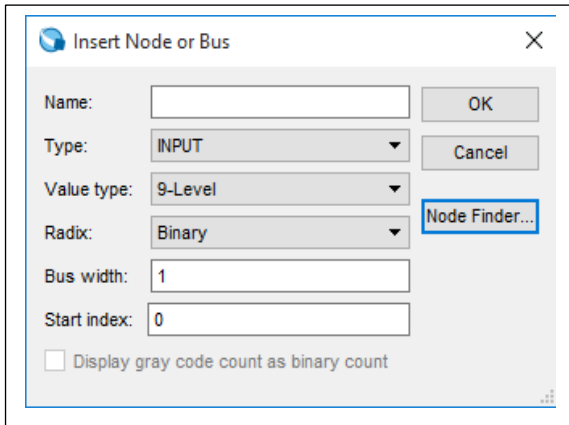 Insert Node or Bus
Name:
OK
Type:
INPUT
Cancel
Value type:
9-Level
Node Finder...
Radix:
Binary
Bus width:
1
Start index:
0
Display gray code count as binary count